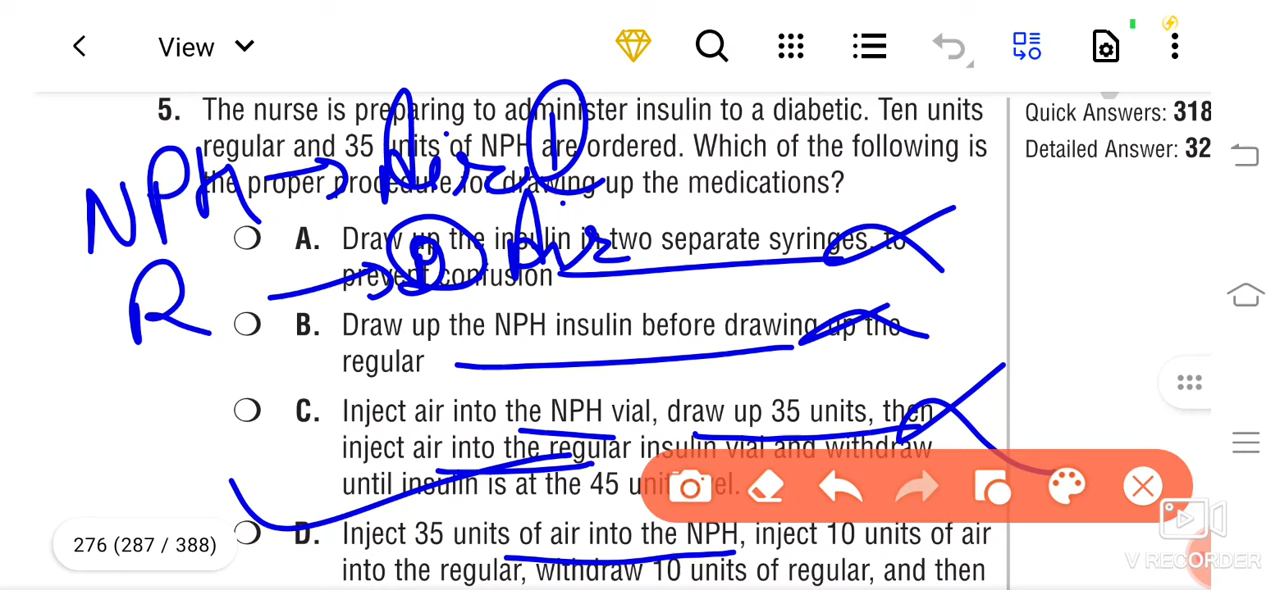 View
5. The nurse is preparing to administer insulin to a diabetic. Ten units
regular and 35 units of NPH are ordered. Which of the following is
the proper procedure for drawing up the medications?
Quick Answers: 318
Detailed Answer: 32
NPH → Air 1
R → 2 Air
A. Draw up the insulin in two separate syringes, to
prevent confusion
B. Draw up the NPH insulin before drawing up the
regular
C. Inject air into the NPH vial, draw up 35 units, then
inject air into the regular insulin vial and withdraw
until insulin is at the 45 unit level.
D. Inject 35 units of air into the NPH, inject 10 units of air
into the regular, withdraw 10 units of regular, and then
276 (287 / 388)
V RECORDER